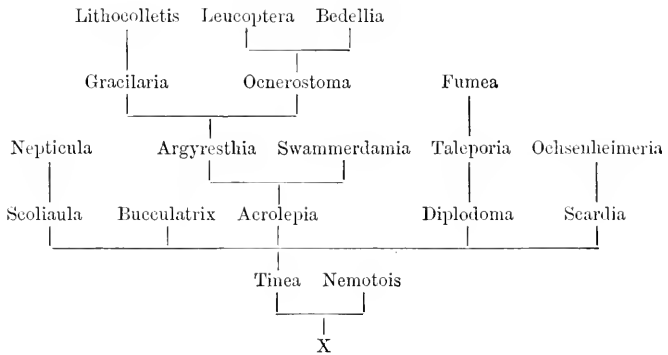 Lithocolletis Leucoptera Bedellia
Gracilaria Ocnerostoma Fumea
Nepticula Argyresthia Swammerdamia Taleporia Ochsenheimeria
Scoliaula Bucculatrix Acrolepia Diplodoma Scardia
Tinea Nemotois
X